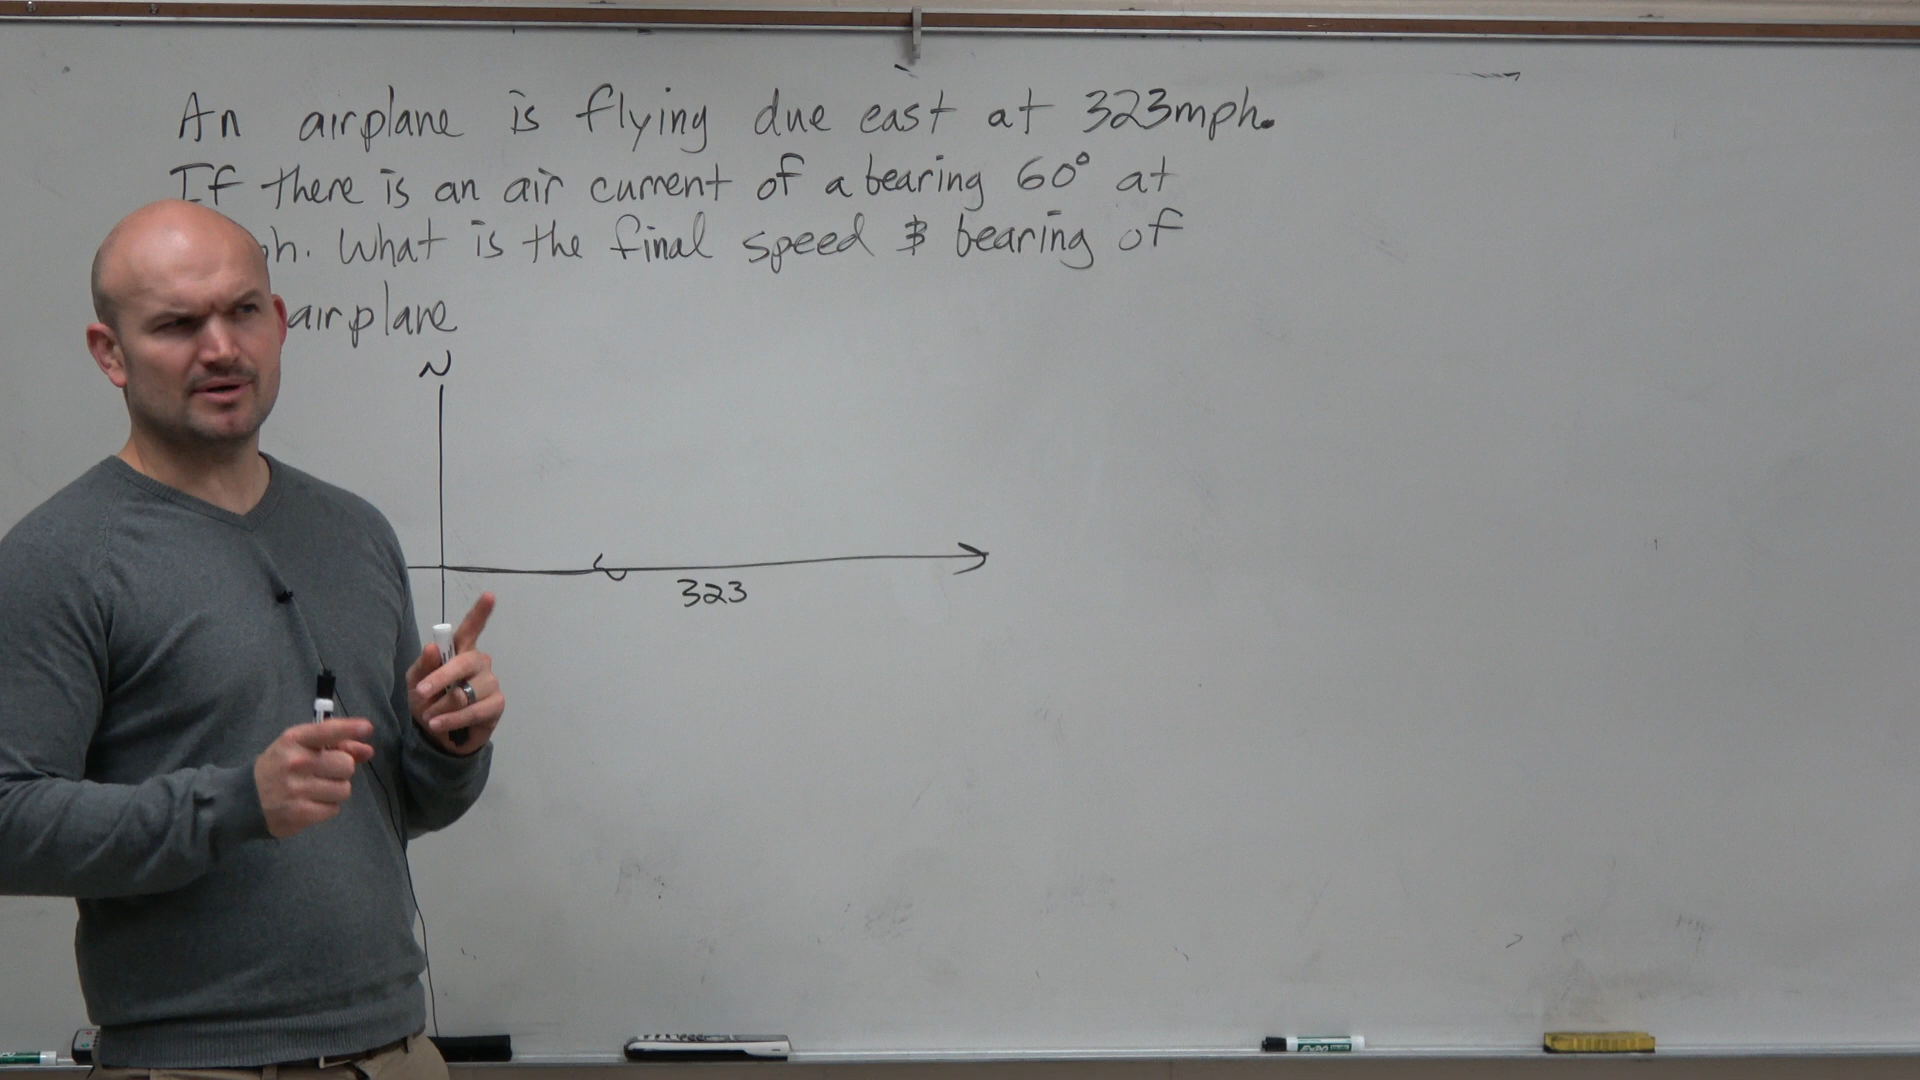 An airplane is flying due east at 323mph.
If there is an air current of a bearing 60° at
ph. What is the final speed & bearing of
airplane
N
323